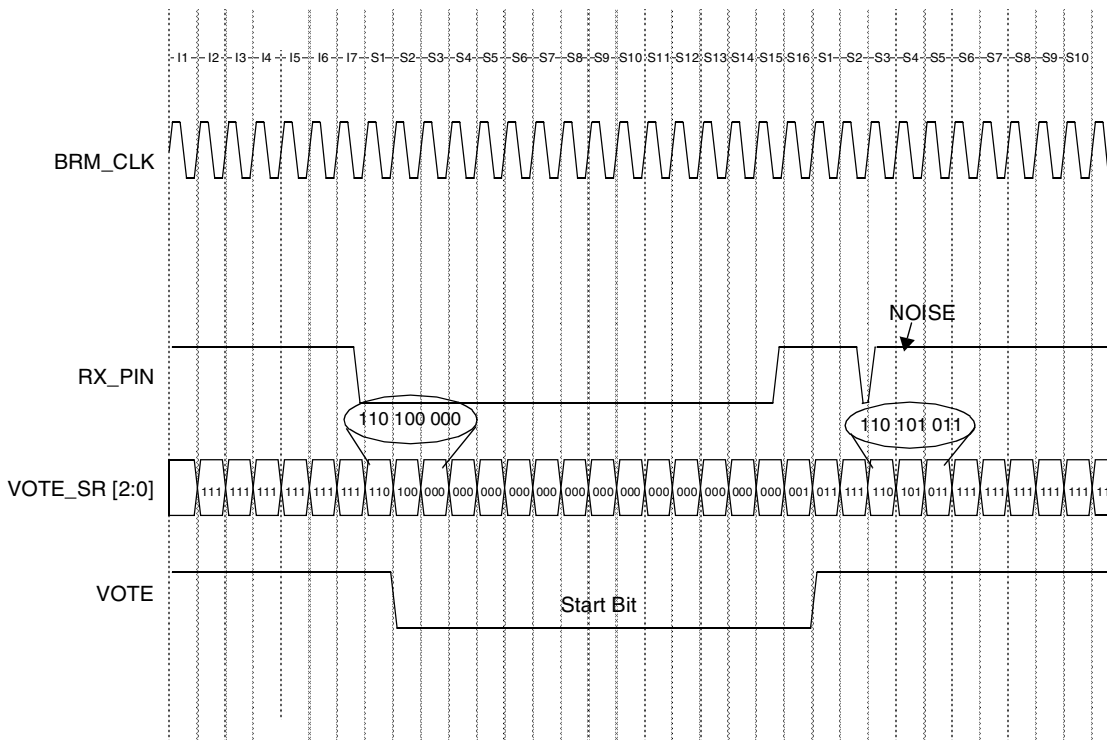 -I1-I2-I3-I4-I5-I6-I7-S1-S2-S3-S4-S5-S6-S7-S8-S9-S10-S11-S12-S13-S14-S15-S16-S1-S2-S3-S4-S5-S6-S7-S8-S9-S10
BRM_CLK
NOISE
RX_PIN
110 100 000
110 101 011
VOTE_SR [2:0]
111 111 111 111 111 111 110 100 000 000 000 000 000 000 000 000 000 000 000 000 000 001 011 111 110 101 011 111 111 111 111 111 11
VOTE
Start Bit